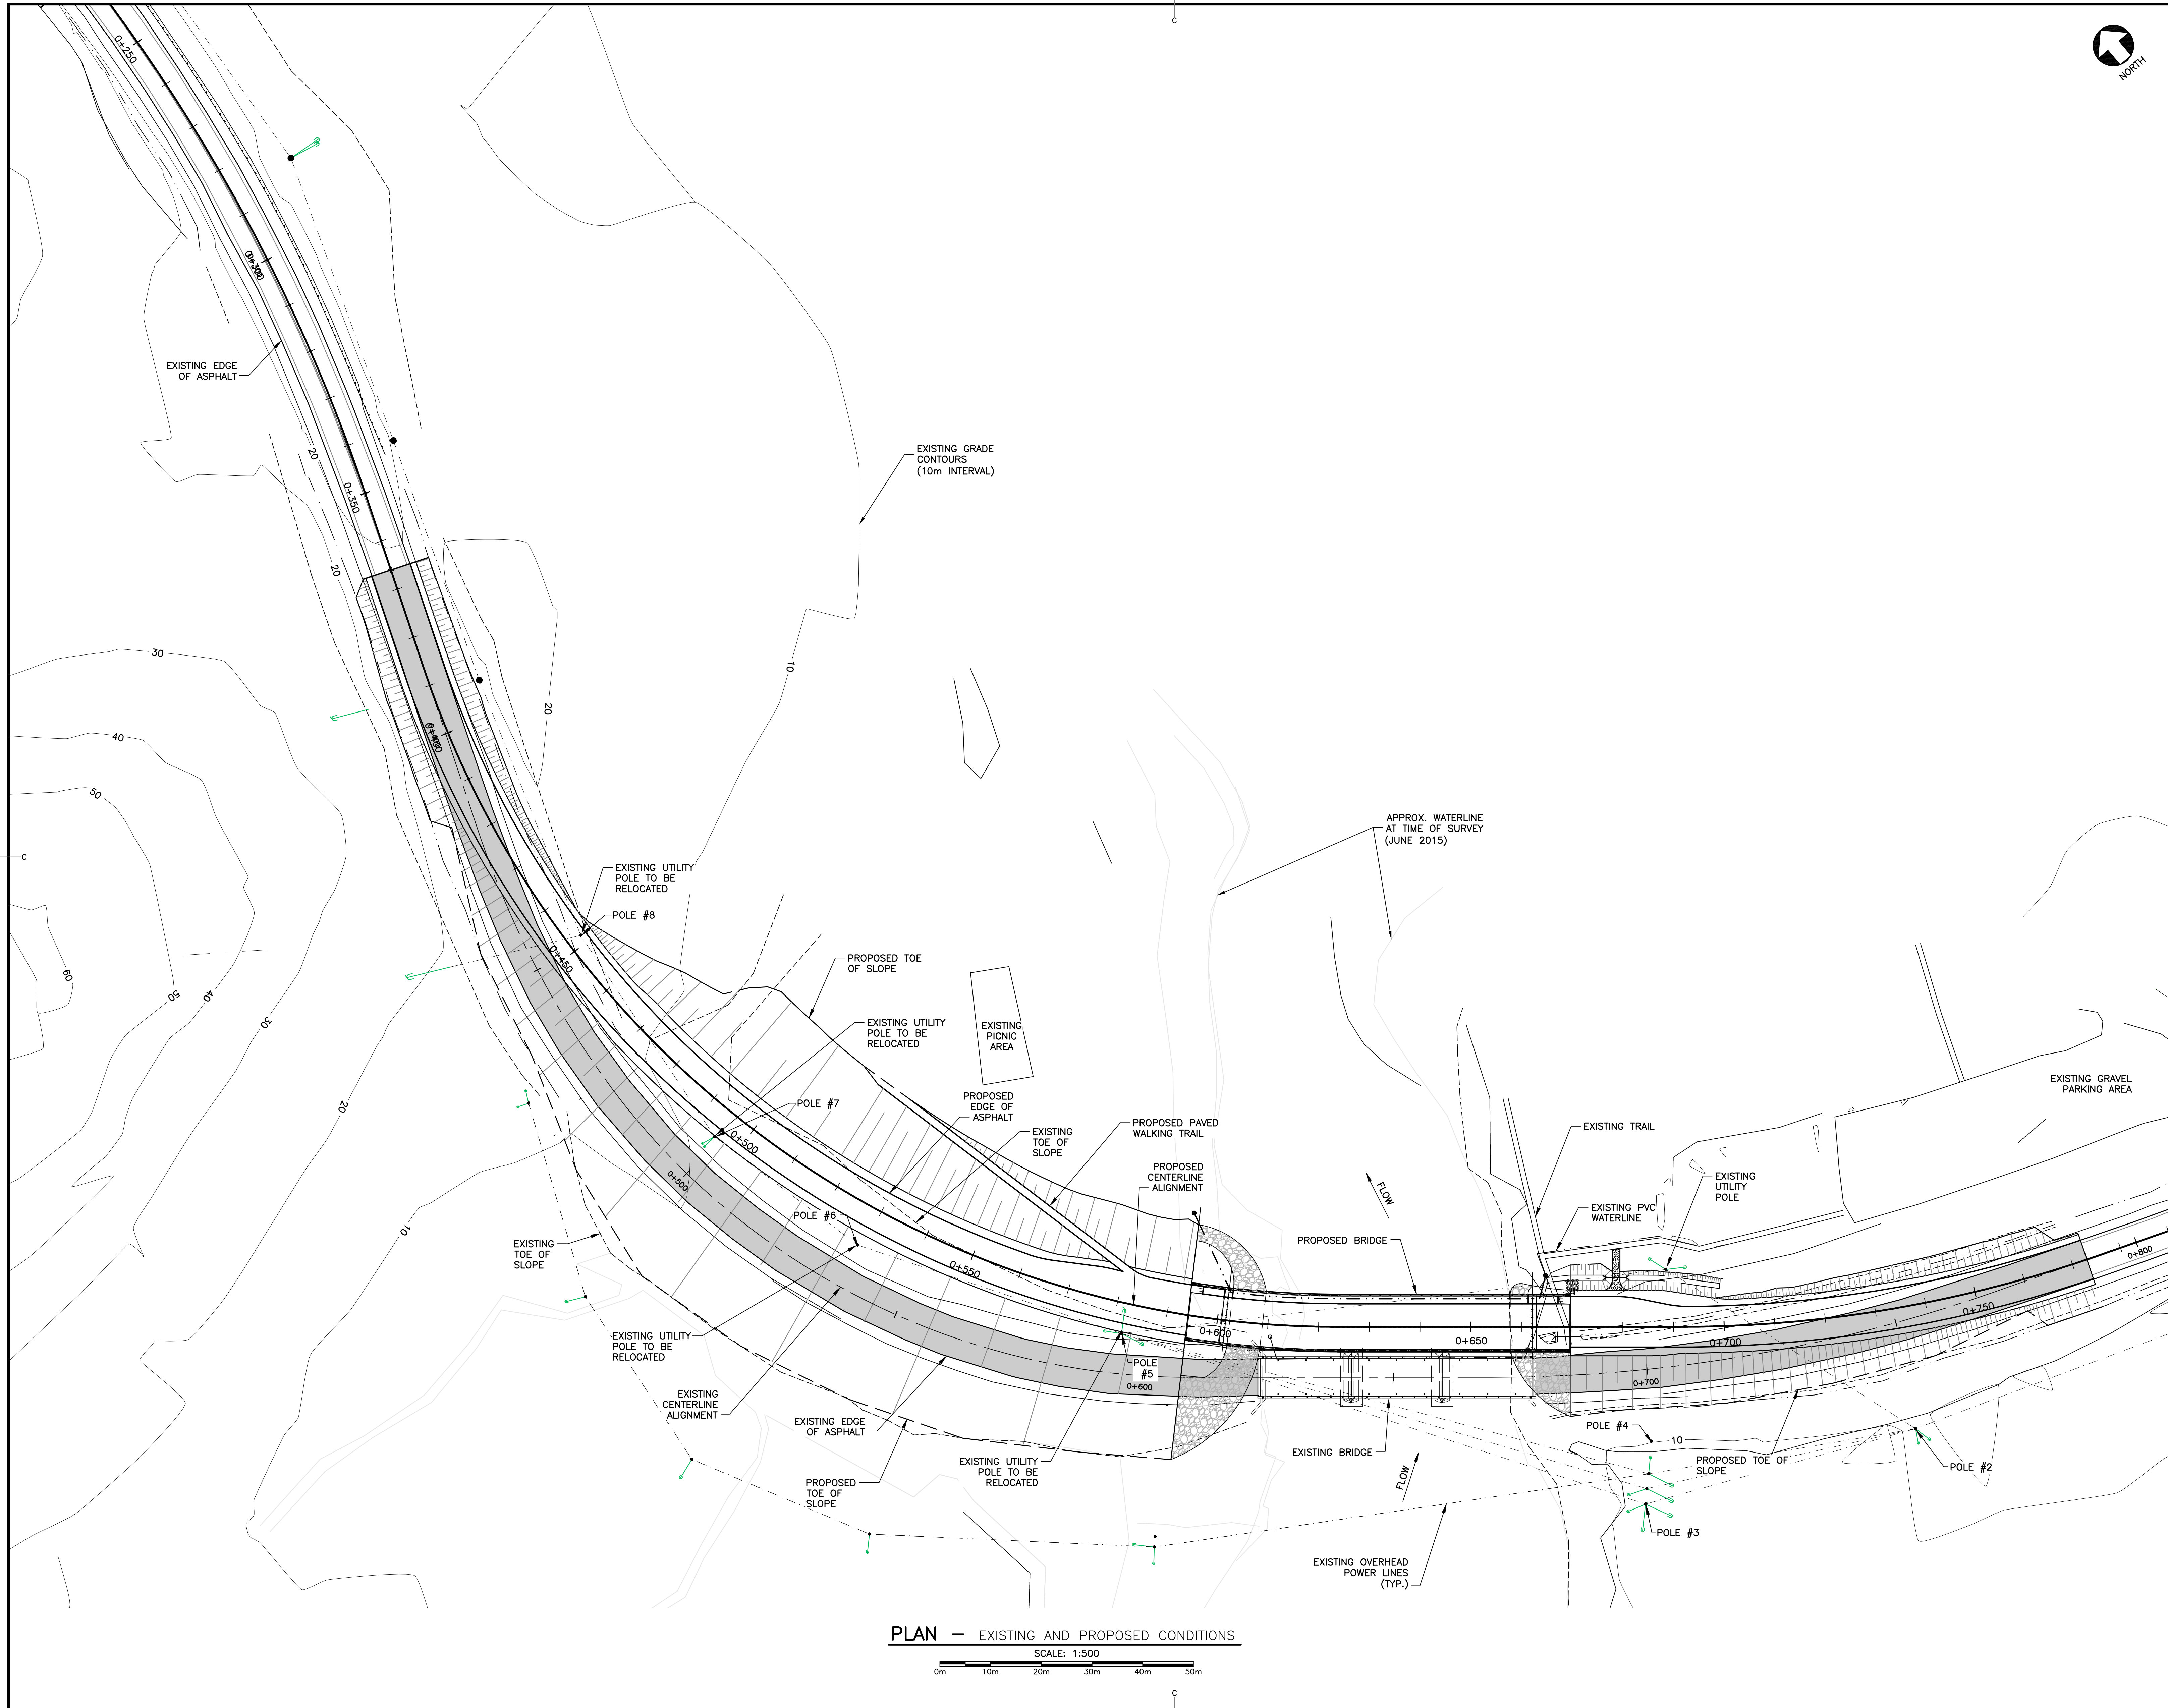 C
NORTH
0+250
EXISTING EDGE
OF ASPHALT
20
0+350
20
EXISTING GRADE
CONTOURS
(10m INTERVAL)
30
10
20
40
50
APPROX. WATERLINE
AT TIME OF SURVEY
(JUNE 2015)
C
EXISTING UTILITY
POLE TO BE
RELOCATED
POLE #8
0+450
PROPOSED TOE
OF SLOPE
60
50
40
30
20
10
EXISTING UTILITY
POLE TO BE
RELOCATED
POLE #7
EXISTING
PICNIC
AREA
EXISTING GRAVEL
PARKING AREA
PROPOSED
EDGE OF
ASPHALT
EXISTING
TOE OF
SLOPE
PROPOSED PAVED
WALKING TRAIL
EXISTING TRAIL
0+500
0+500
PROPOSED
CENTERLINE
ALIGNMENT
FLOW
EXISTING
UTILITY
POLE
EXISTING PVC
WATERLINE
POLE #6
EXISTING
TOE OF
SLOPE
PROPOSED BRIDGE
0+550
0+800
0+750
0+600
0+650
0+700
EXISTING UTILITY
POLE TO BE
RELOCATED
POLE
#5
0+600
0+700
EXISTING
CENTERLINE
ALIGNMENT
EXISTING EDGE
OF ASPHALT
POLE #4
10
EXISTING BRIDGE
EXISTING UTILITY
POLE TO BE
RELOCATED
PROPOSED TOE OF
SLOPE
POLE #2
FLOW
PROPOSED
TOE OF
SLOPE
POLE #3
EXISTING OVERHEAD
POWER LINES
(TYP.)
PLAN – EXISTING AND PROPOSED CONDITIONS
SCALE: 1:500
0m 10m 20m 30m 40m 50m
C